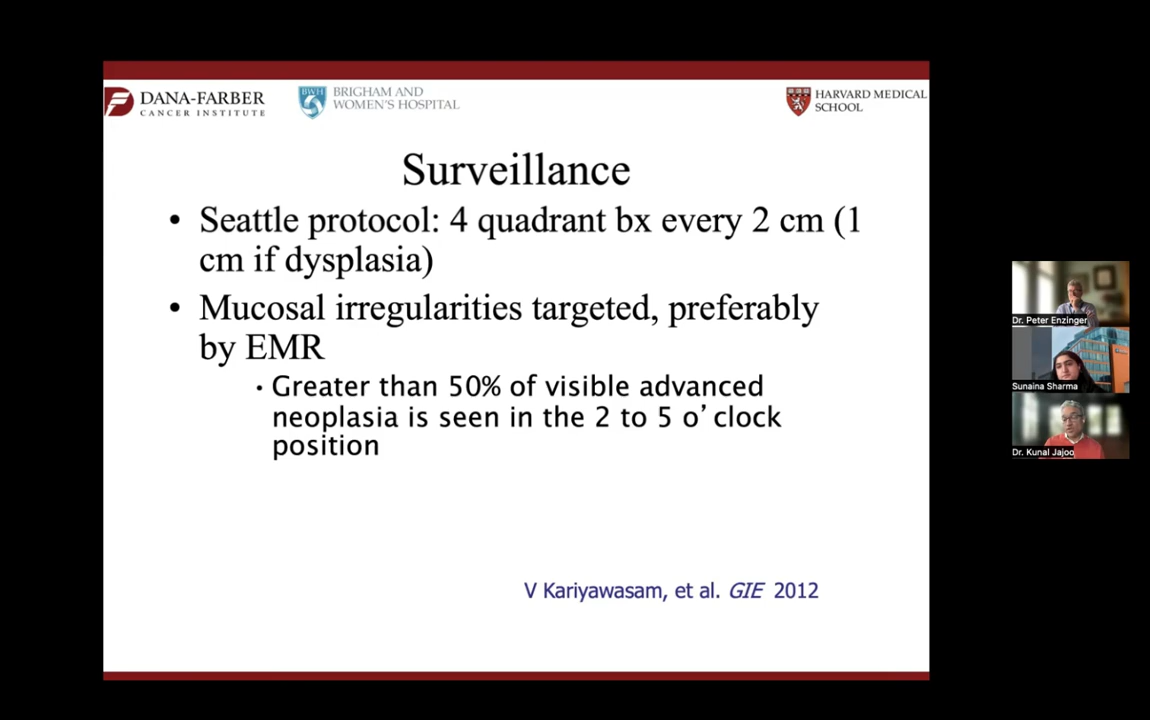 DANA-FARBER
CANCER INSTITUTE
BWH
BRIGHAM AND
WOMEN'S HOSPITAL
HARVARD MEDICAL
SCHOOL
Surveillance
• Seattle protocol: 4 quadrant bx every 2 cm (1
cm if dysplasia)
• Mucosal irregularities targeted, preferably
by EMR
• Greater than 50% of visible advanced
neoplasia is seen in the 2 to 5 o’ clock
position
V Kariyawasam, et al. GIE 2012
Dr. Peter Enzinger
Sunaina Sharma
Dr. Kunal Jajoo